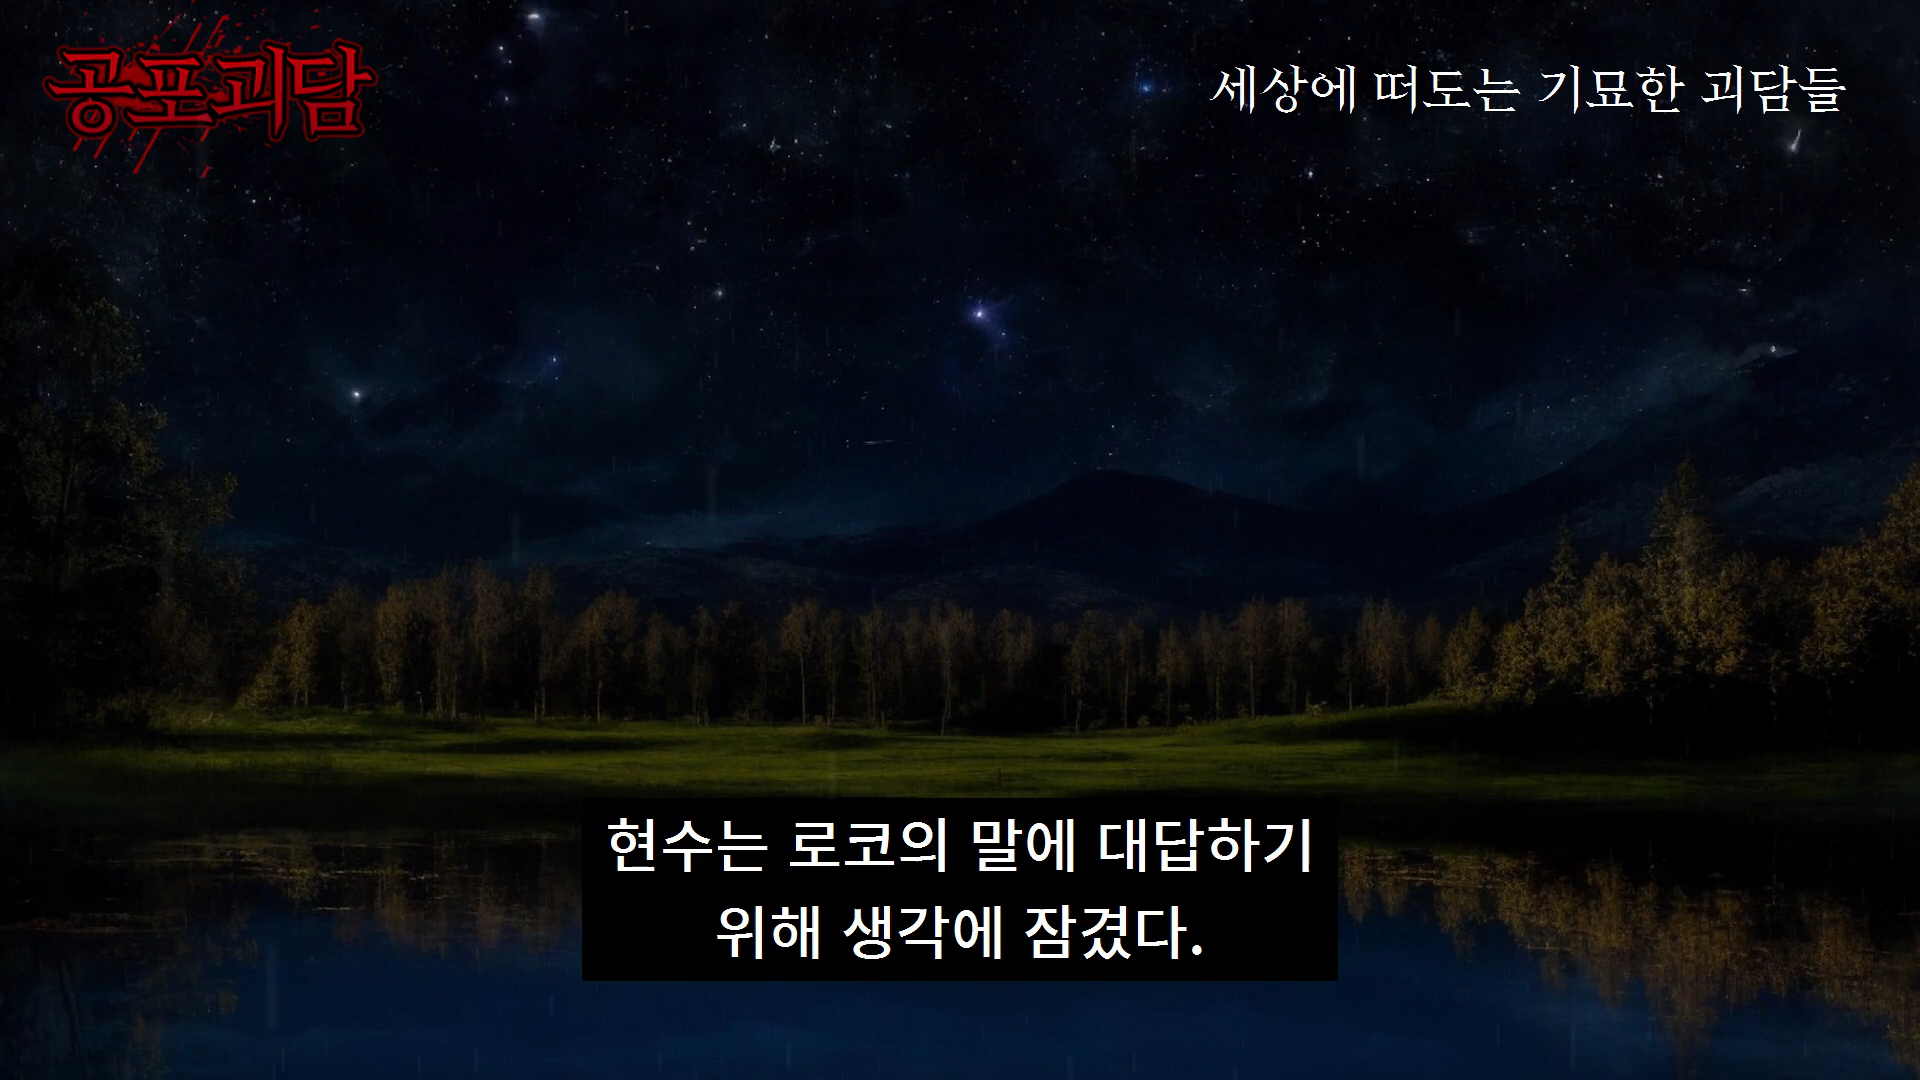 공포괴담
세상에 떠도는 기묘한 괴담들
현수는 로코의 말에 대답하기
위해 생각에 잠겼다.